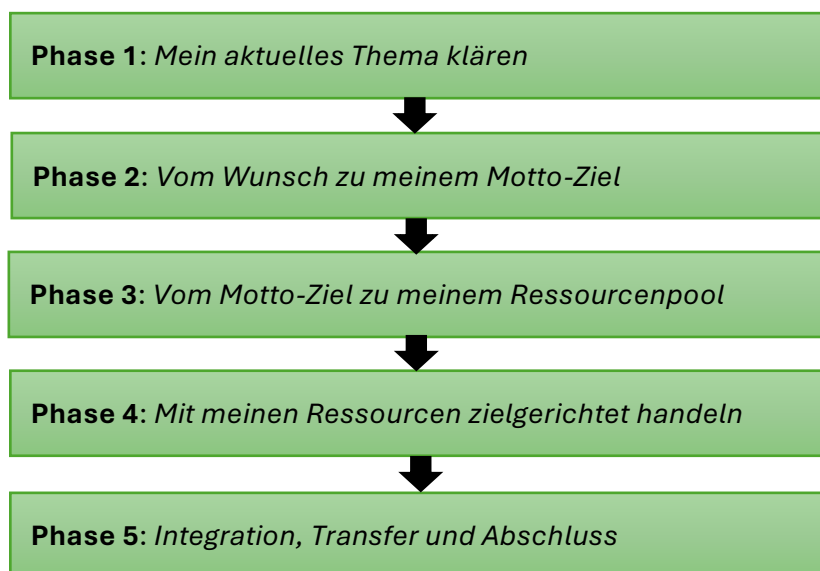 Phase 1: Mein aktuelles Thema klären
Phase 2: Vom Wunsch zu meinem Motto-Ziel
Phase 3: Vom Motto-Ziel zu meinem Ressourcenpool
Phase 4: Mit meinen Ressourcen zielgerichtet handeln
Phase 5: Integration, Transfer und Abschluss